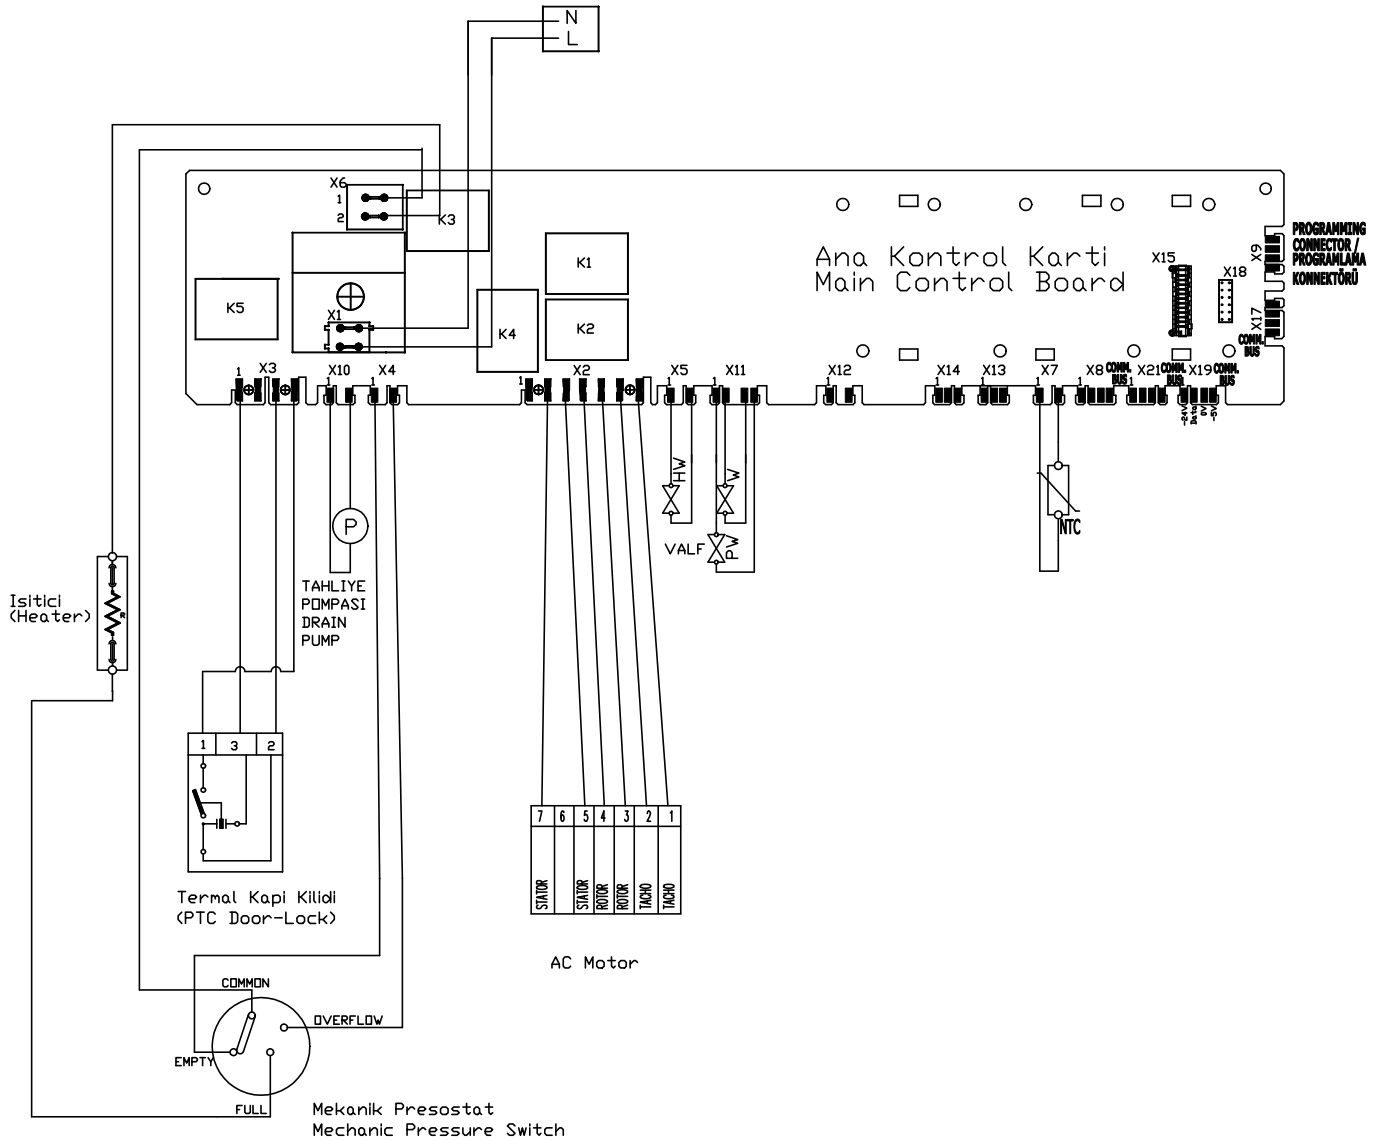 N
L
X6
1
2
K3
K1
K2
K4
K5
X1
Ana Kontrol Karti
Main Control Board
X15
X18
X9
PROGRAMMING
CONNECTOR /
PROGRAMLAMA
KONNEKTÖRÜ
X17
COMM.
BUS
1
X3
1
X10
1
X4
1
X2
1
X5
1
X11
1
X12
1
X14
1
X13
1
X7
1
X8
COMM.
BUS
1
X21
COMM.
BUS
1
X19
COMM.
BUS
-24V
Data
0V
-5V
HW
W
VALF
PW
NTC
P
TAHLIYE
POMPASI
DRAIN
PUMP
Isitici
(Heater)
R
1
3
2
Termal Kapi Kilidi
(PTC Door-Lock)
7
6
5
4
3
2
1
STATOR
STATOR
ROTOR
ROTOR
TACHO
TACHO
AC Motor
COMMON
OVERFLOW
EMPTY
FULL
Mekanik Presostat
Mechanic Pressure Switch